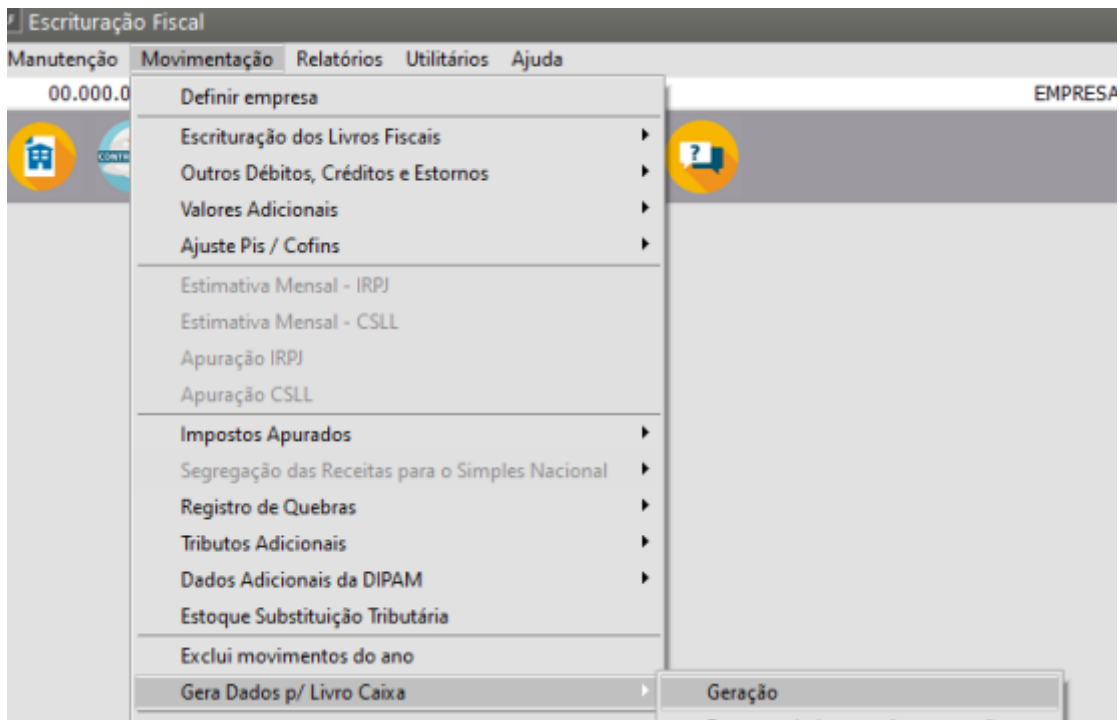 Escrituração Fiscal
Manutenção Movimentação Relatórios Utilitários Ajuda
00.000.0 EMPRESA
Definir empresa
Escrituração dos Livros Fiscais
Outros Débitos, Créditos e Estornos
Valores Adicionais
Ajuste Pis / Cofins
Estimativa Mensal - IRPJ
Estimativa Mensal - CSLL
Apuração IRPJ
Apuração CSLL
Impostos Apurados
Segregação das Receitas para o Simples Nacional
Registro de Quebras
Tributos Adicionais
Dados Adicionais da DIPAM
Estoque Substituição Tributária
Exclui movimentos do ano
Gera Dados p/ Livro Caixa Geração